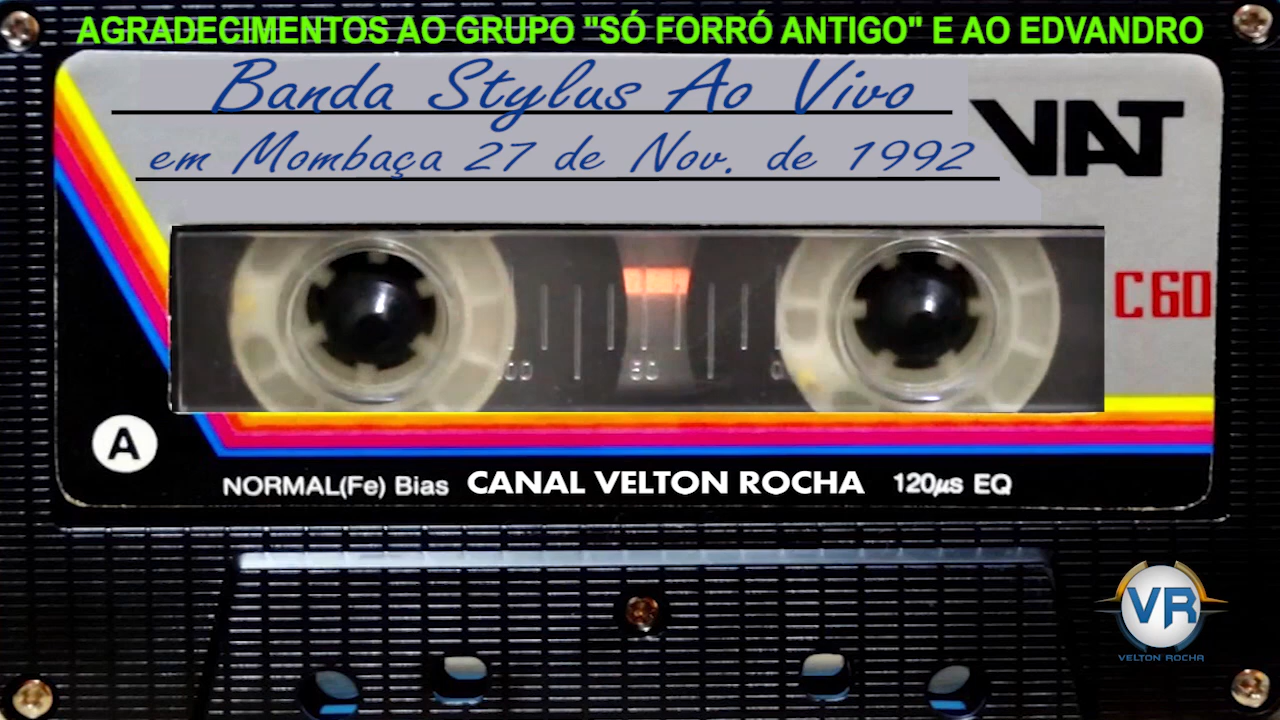 AGRADECIMENTOS AO GRUPO "SÓ FORRÓ ANTIGO" E AO EDVANDRO
Banda Stylus Ao Vivo
VAT
em Mombaça 27 de Nov. de 1992
C60
50
A
NORMAL(Fe) Bias CANAL VELTON ROCHA 120μs EQ
VR
VELTON ROCHA